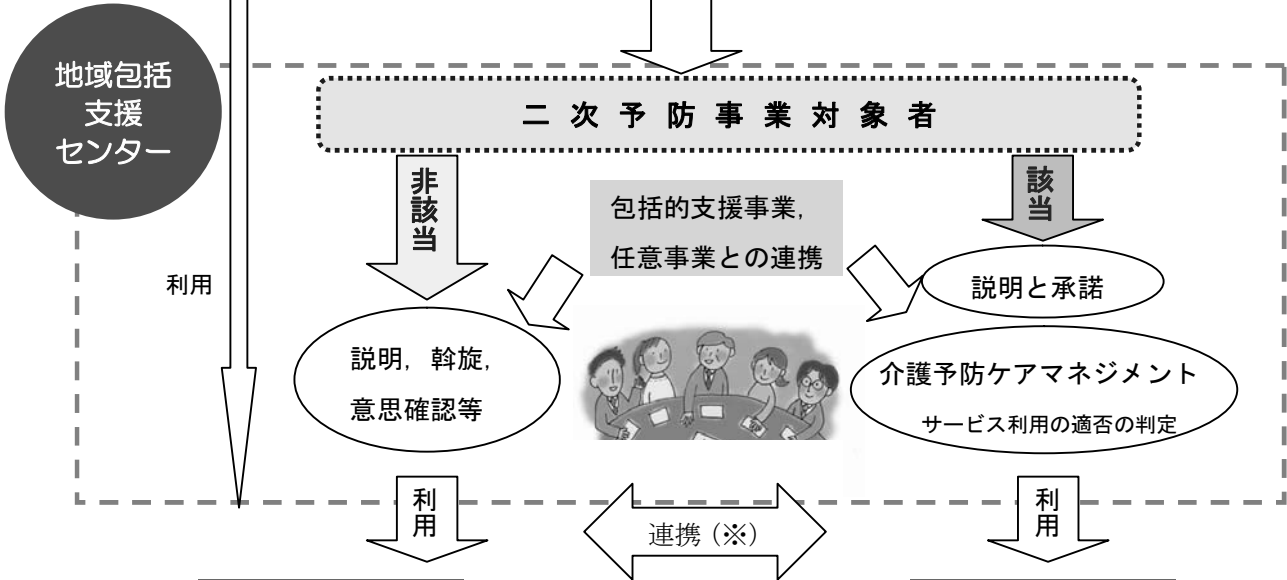 地域包括
支援
センター
二次予防事業対象者
非該当
包括的支援事業，
任意事業との連携
該当
利用
説明と承諾
説明，斡旋，
意思確認等
介護予防ケアマネジメント
サービス利用の適否の判定
利用
連携（※）
利用